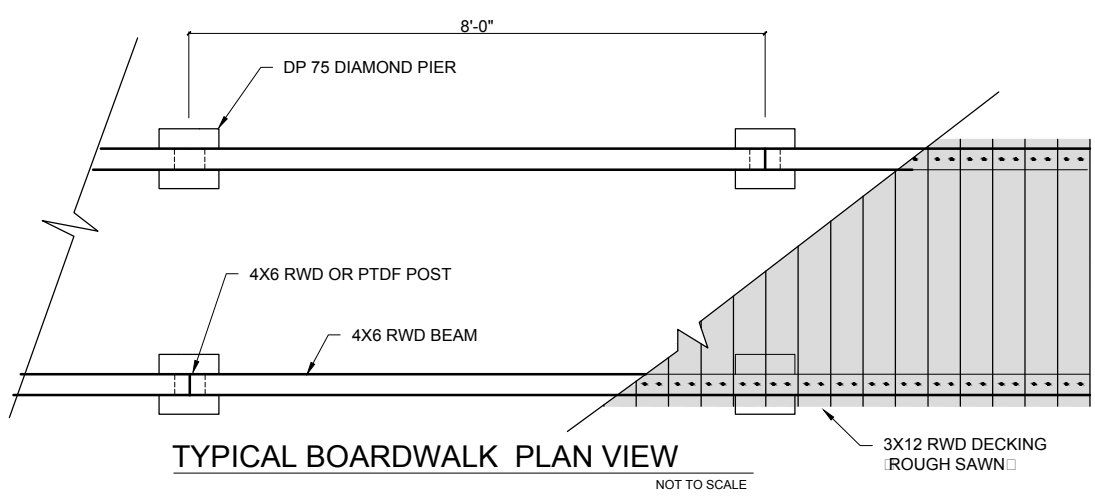 8'-0"
DP 75 DIAMOND PIER
4X6 RWD OR PTDF POST
4X6 RWD BEAM
3X12 RWD DECKING
ROUGH SAWN
TYPICAL BOARDWALK PLAN VIEW
NOT TO SCALE